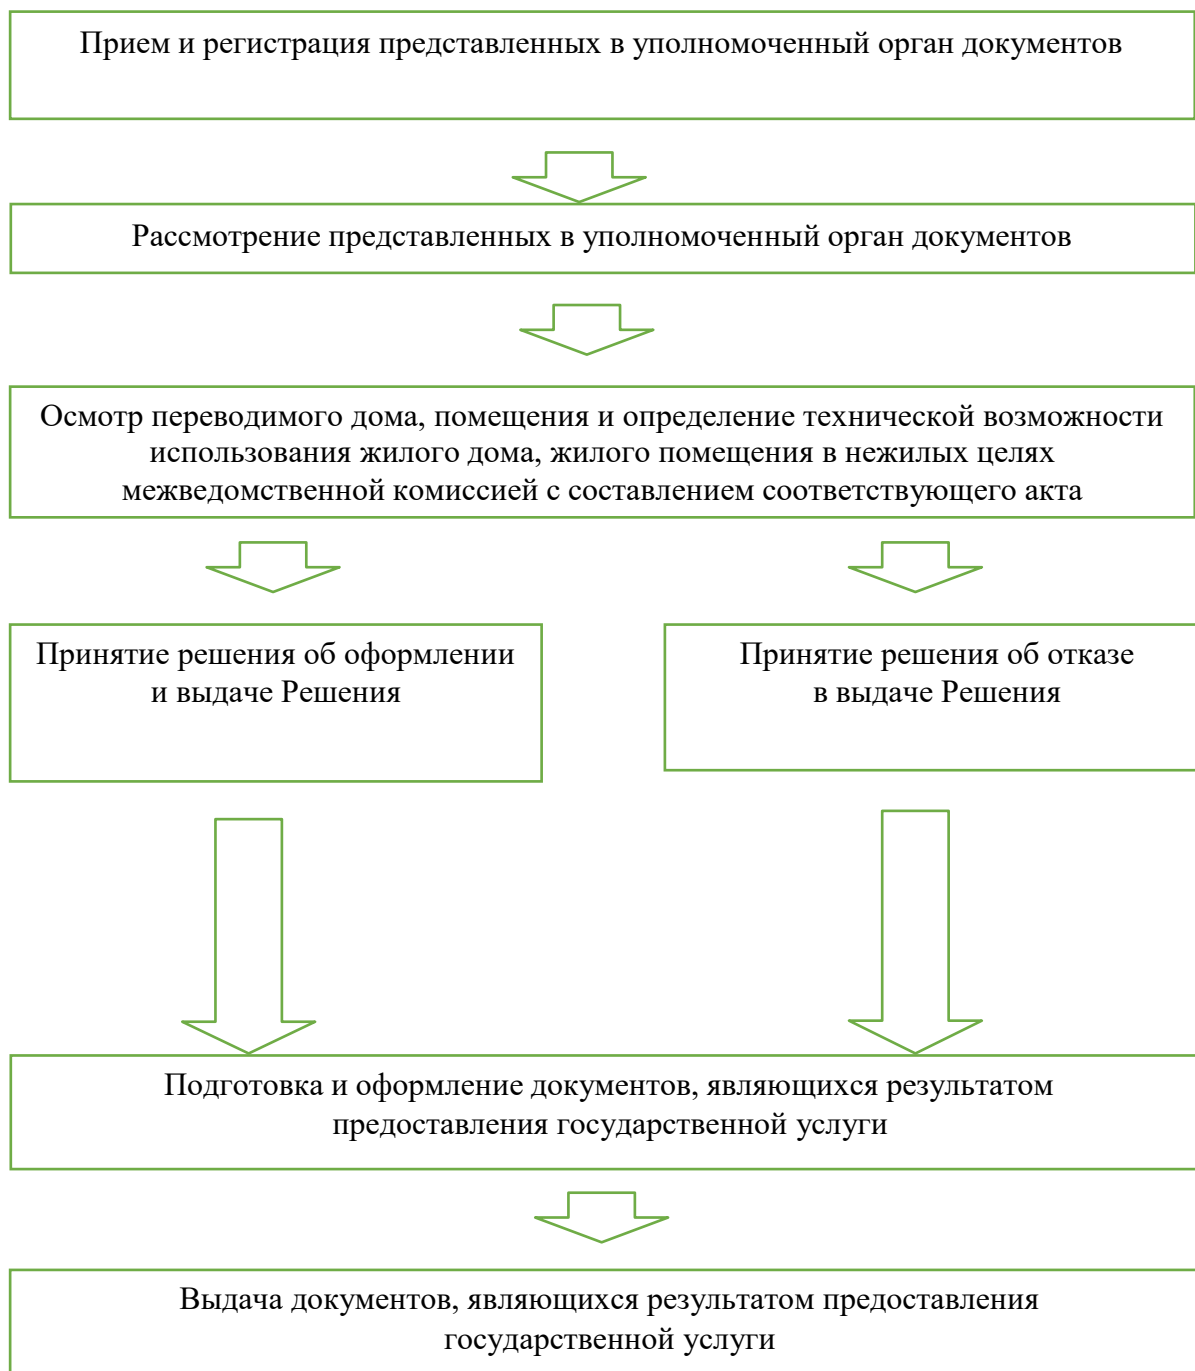 Прием и регистрация представленных в уполномоченный орган документов
Рассмотрение представленных в уполномоченный орган документов
Осмотр переводимого дома, помещения и определение технической возможности
использования жилого дома, жилого помещения в нежилых целях
межведомственной комиссией с составлением соответствующего акта
Принятие решения об оформлении
и выдаче Решения
Принятие решения об отказе
в выдаче Решения
Подготовка и оформление документов, являющихся результатом
предоставления государственной услуги
Выдача документов, являющихся результатом предоставления
государственной услуги